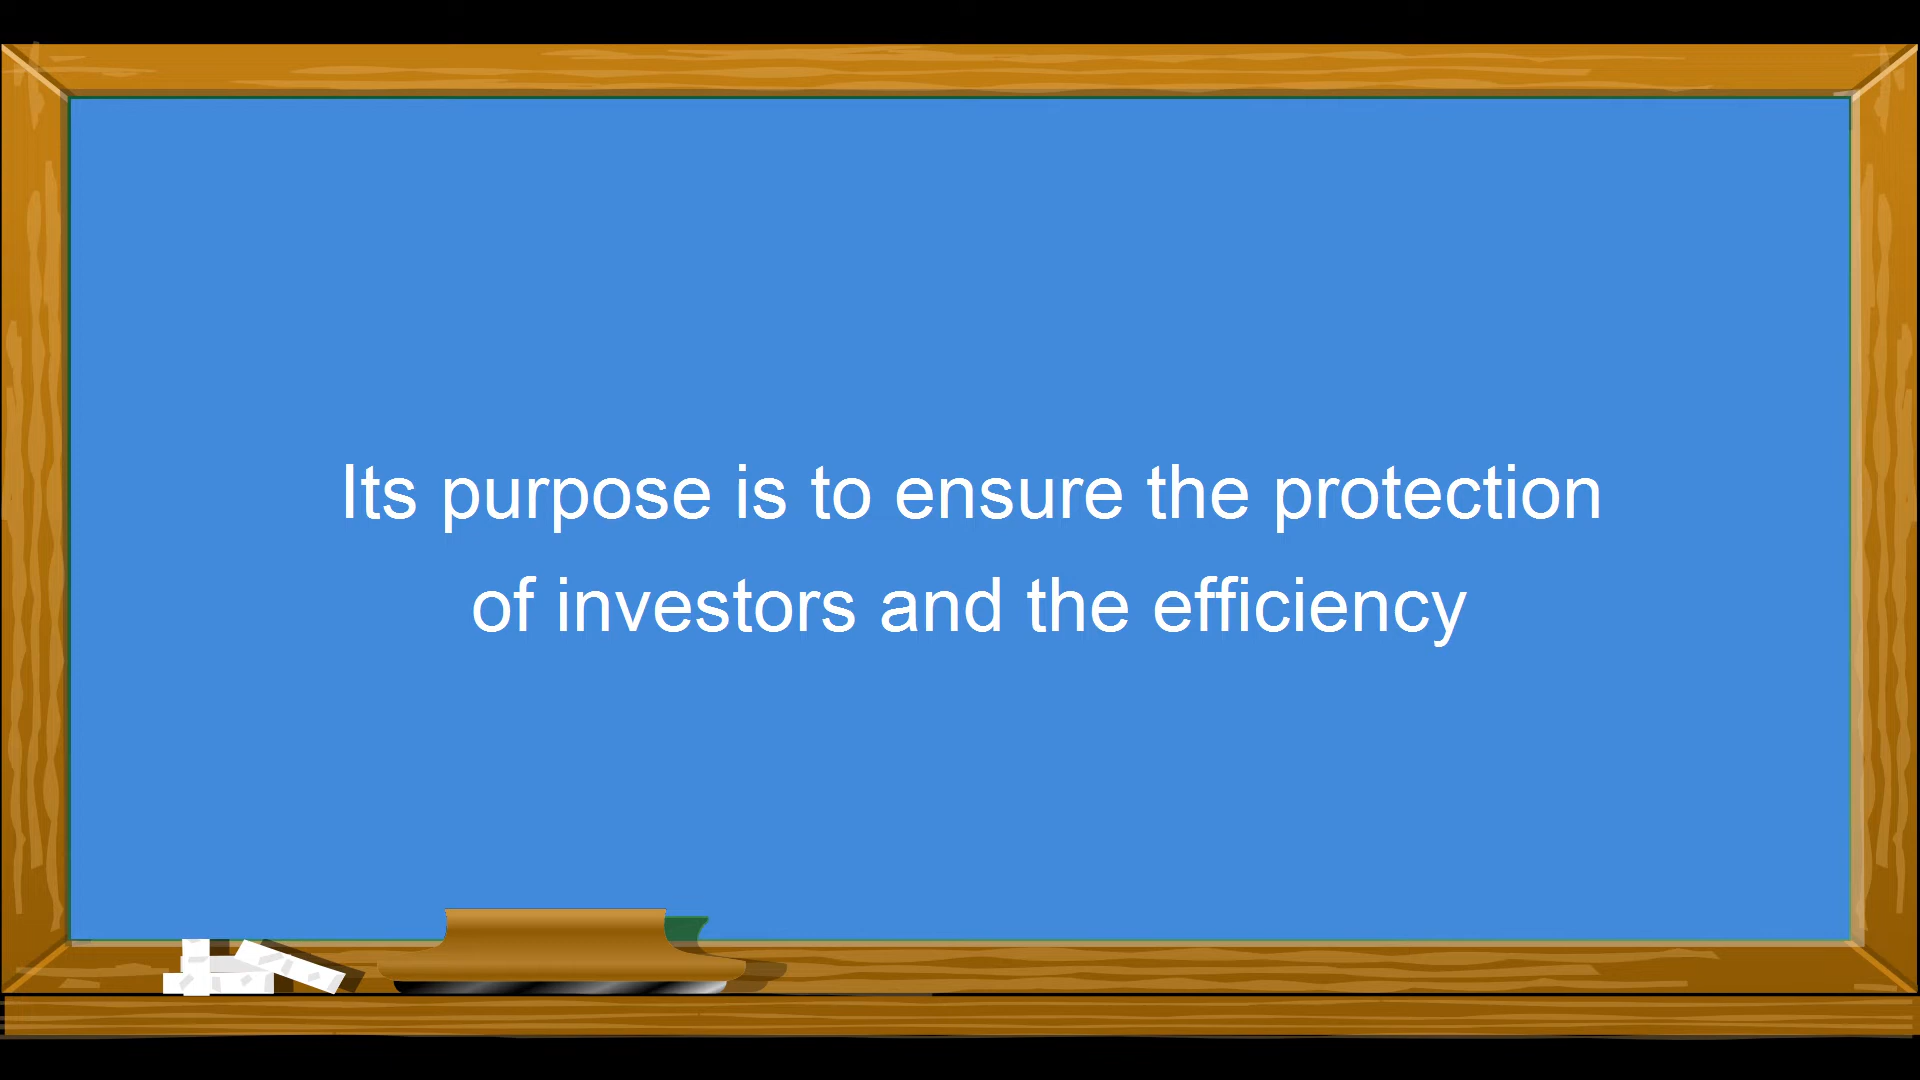 Its purpose is to ensure the protection
of investors and the efficiency